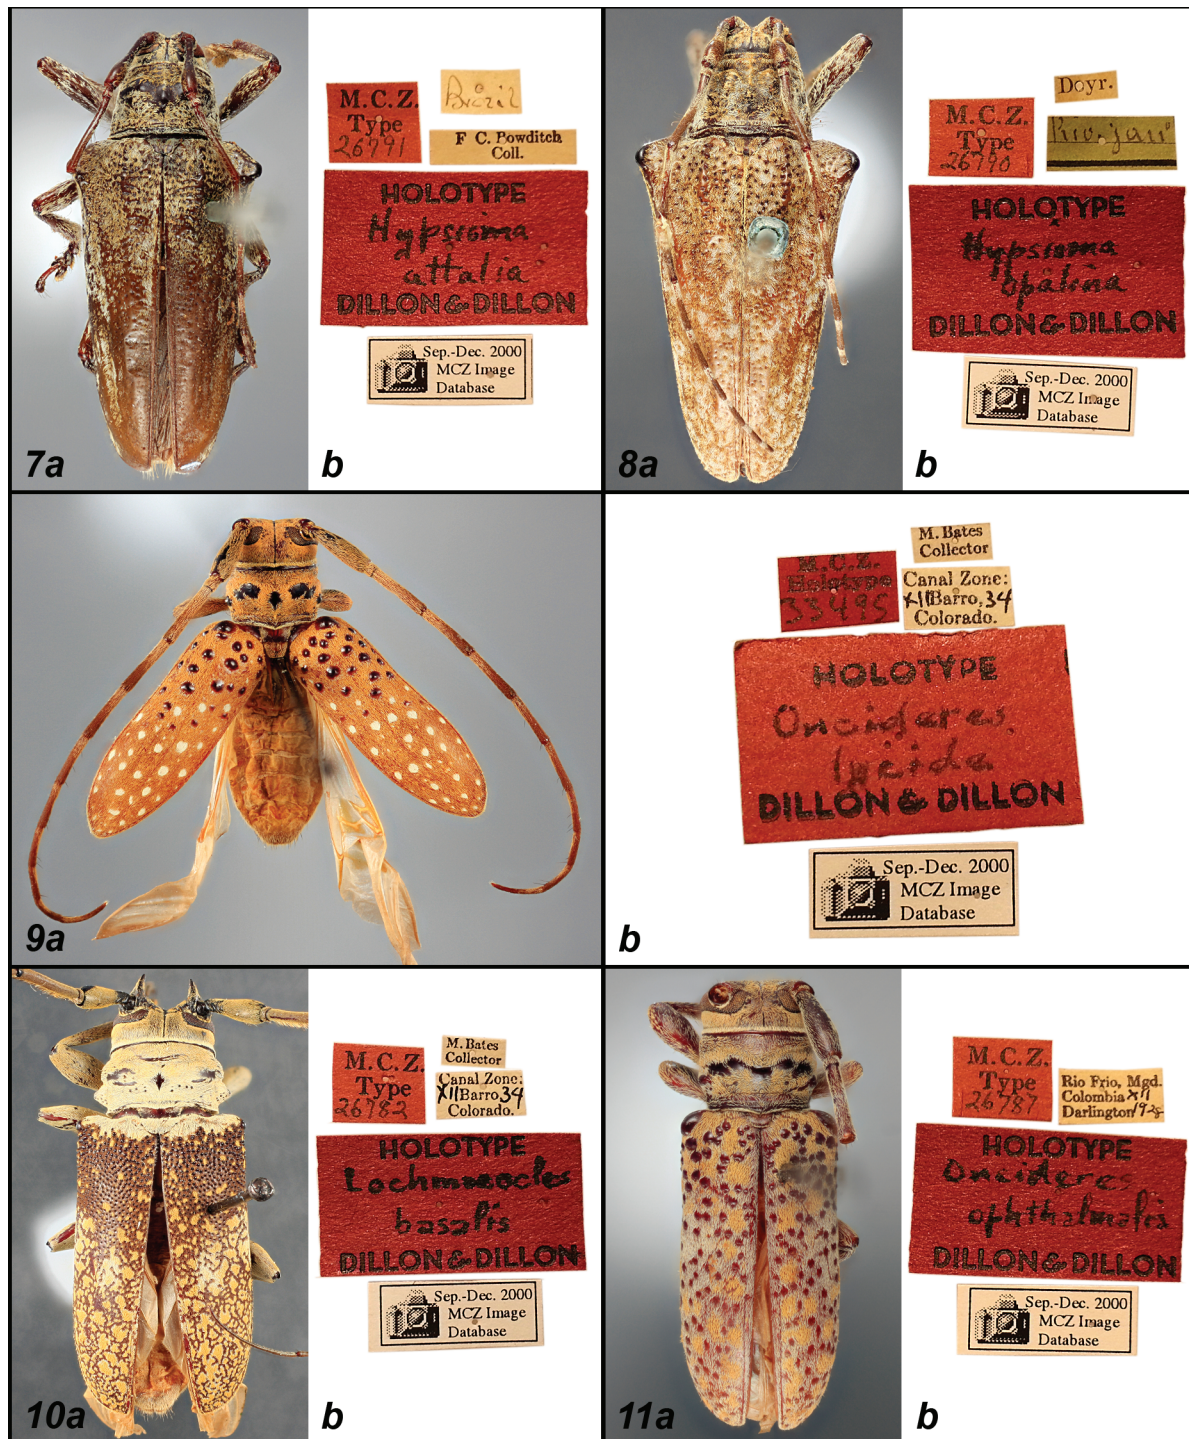 M.C.Z.
Type
26791
Brazil
F C. Powditch
Coll.
HOLOTYPE
Hypsioma
attalia
DILLON & DILLON
Sep.-Dec. 2000
MCZ Image
Database
7a
b
Doyr.
M.C.Z.
Type
26790
Rio. jan
HOLOTYPE
Hypsioma
opalina
DILLON & DILLON
Sep.-Dec. 2000
MCZ Image
Database
8a
b
M. Bates
Collector
M.C.Z.
Holotype
33495
Canal Zone:
XII Barro, 34
Colorado.
HOLOTYPE
Oncideres
lucida
DILLON & DILLON
Sep.-Dec. 2000
MCZ Image
Database
9a
b
M. Bates
Collector
M.C.Z.
Type
26782
Canal Zone:
XII Barro 34
Colorado.
HOLOTYPE
Lochmaeocles
basalis
DILLON & DILLON
Sep.-Dec. 2000
MCZ Image
Database
10a
b
M.C.Z.
Type
26787
Rio Frio, Mgd.
Colombia XII
Darlington 1928
HOLOTYPE
Oncideres
ophthalmalis
DILLON & DILLON
Sep.-Dec. 2000
MCZ Image
Database
11a
b